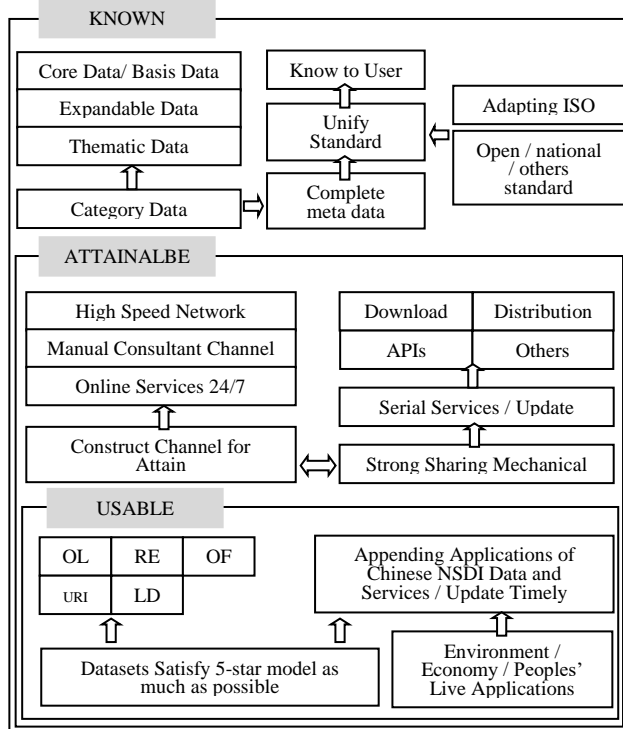 KNOWN
Core Data/ Basis Data
Expandable Data
Thematic Data
Category Data
Know to User
Unify
Standard
Complete
meta data
Adapting ISO
Open / national
/ others
standard
ATTAINALBE
High Speed Network
Manual Consultant Channel
Online Services 24/7
Construct Channel for
Attain
Download
Distribution
APIs
Others
Serial Services / Update
Strong Sharing Mechanical
USABLE
OL
RE
OF
URI
LD
Datasets Satisfy 5-star model as
much as possible
Appending Applications of
Chinese NSDI Data and
Services / Update Timely
Environment /
Economy / Peoples’
Live Applications